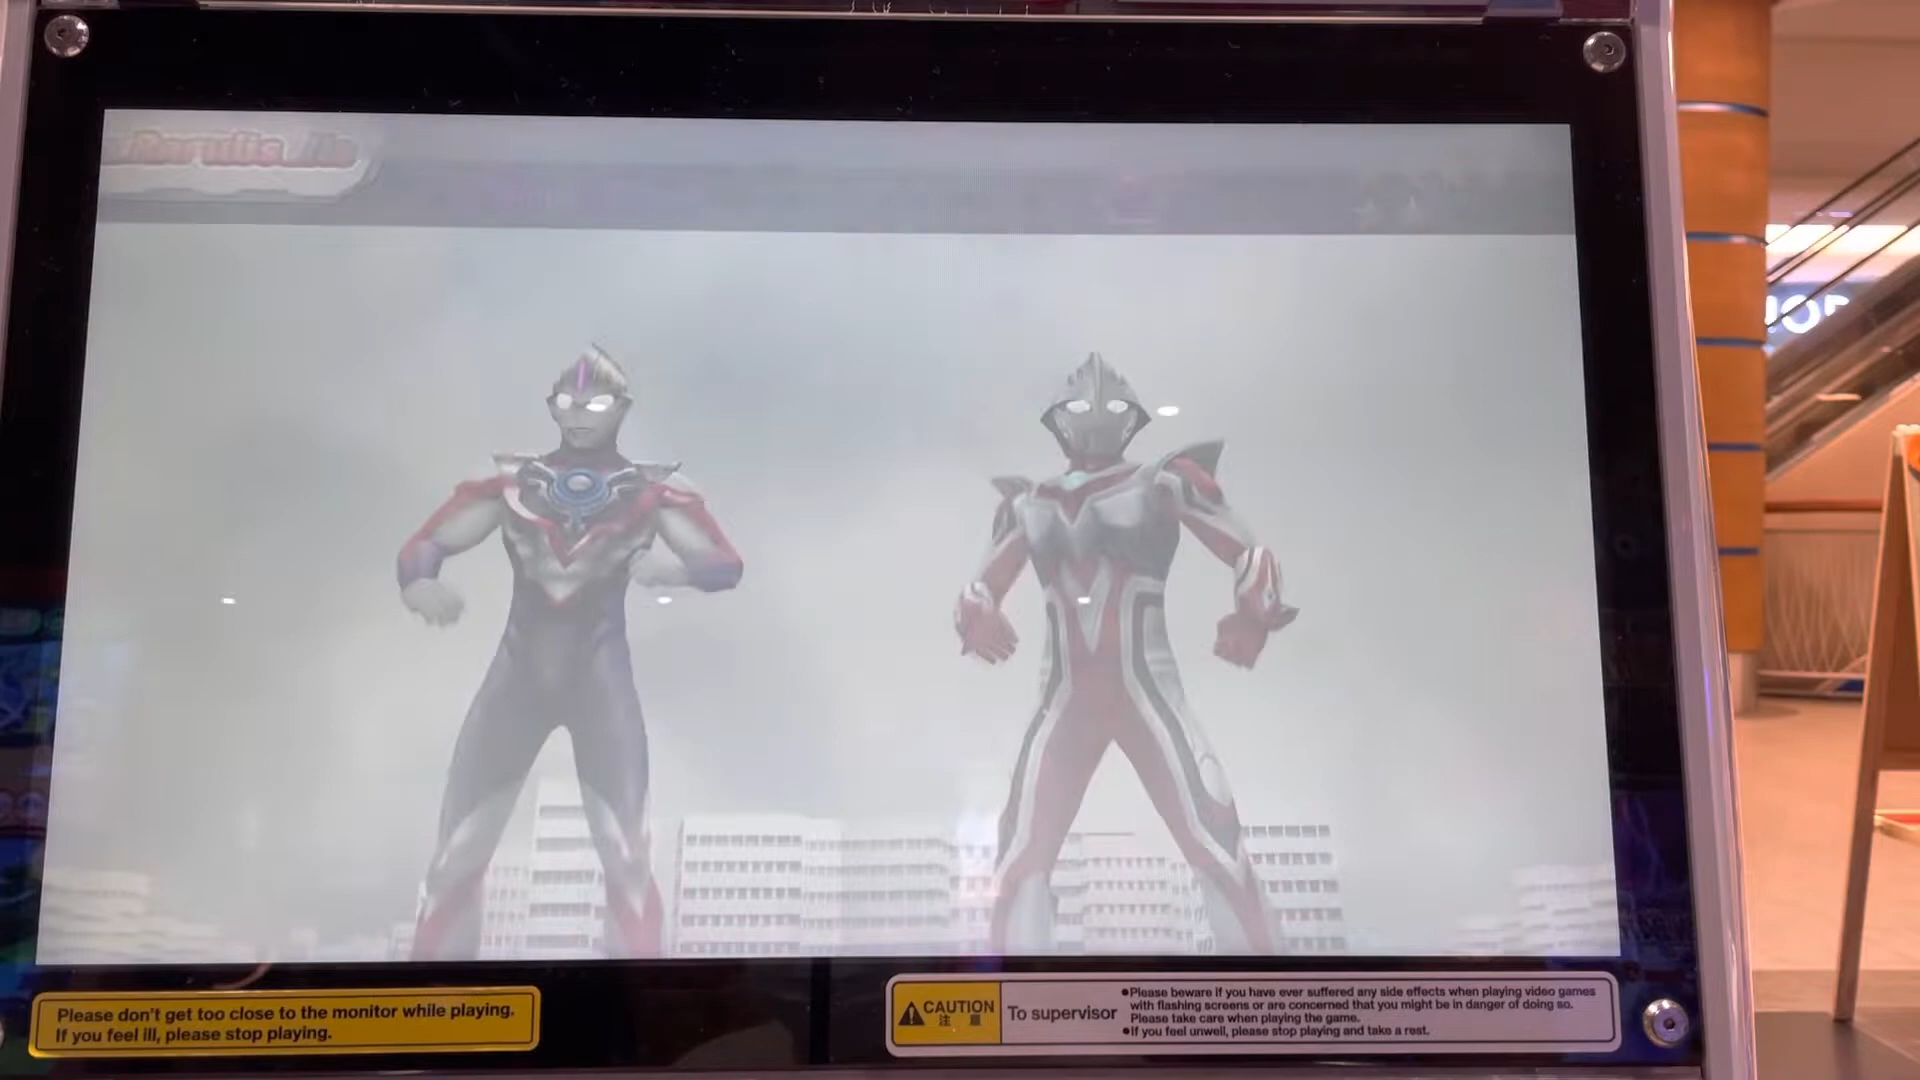 Please don't get too close to the monitor while playing.
If you feel ill, please stop playing.
CAUTION
注 意
To supervisor
●Please beware if you have ever suffered any side effects when playing video games
with flashing screens or are concerned that you might be in danger of doing so.
Please take care when playing the game.
●If you feel unwell, please stop playing and take a rest.